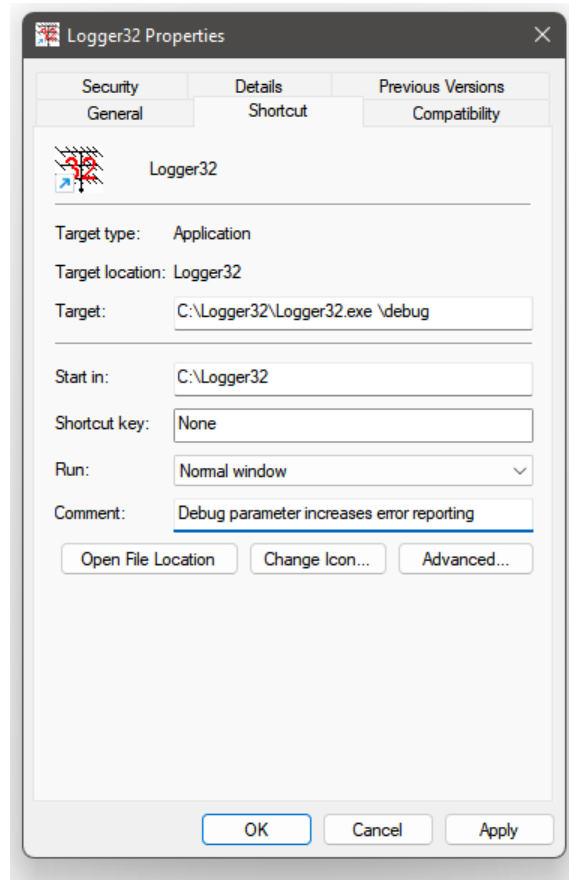 Logger32 Properties
Security Details Previous Versions
General Shortcut Compatibility
32 Logger32
Target type: Application
Target location: Logger32
Target: C:\Logger32\Logger32.exe \debug
Start in: C:\Logger32
Shortcut key: None
Run: Normal window
Comment: Debug parameter increases error reporting
Open File Location Change Icon... Advanced...
OK Cancel Apply